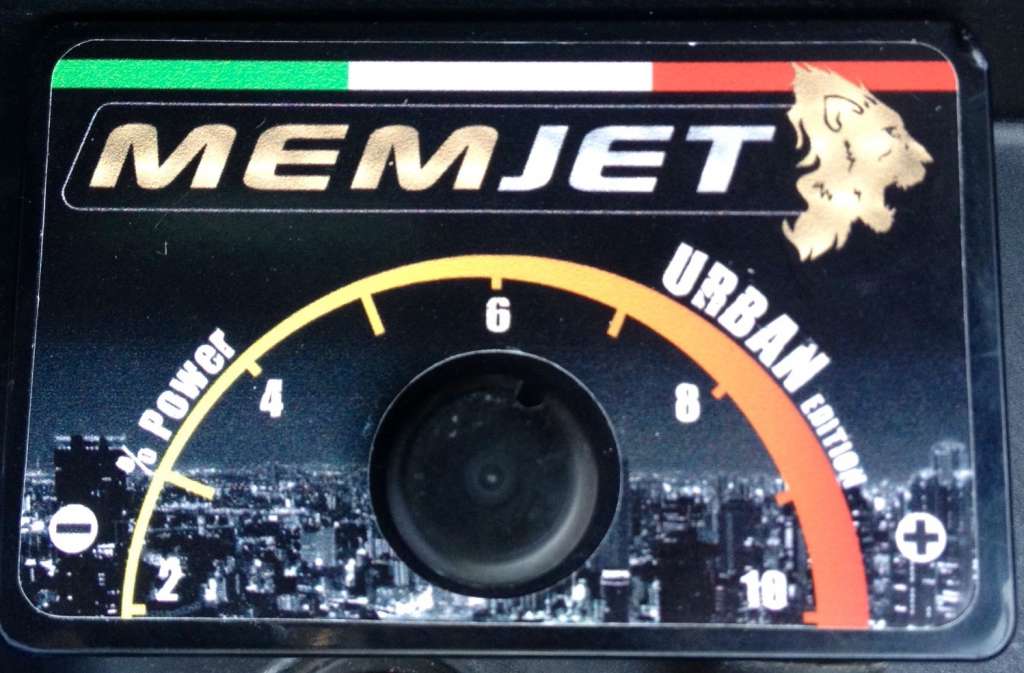 MEMJET
URBAN
EDITION
% Power
2
4
6
8
10
-
+